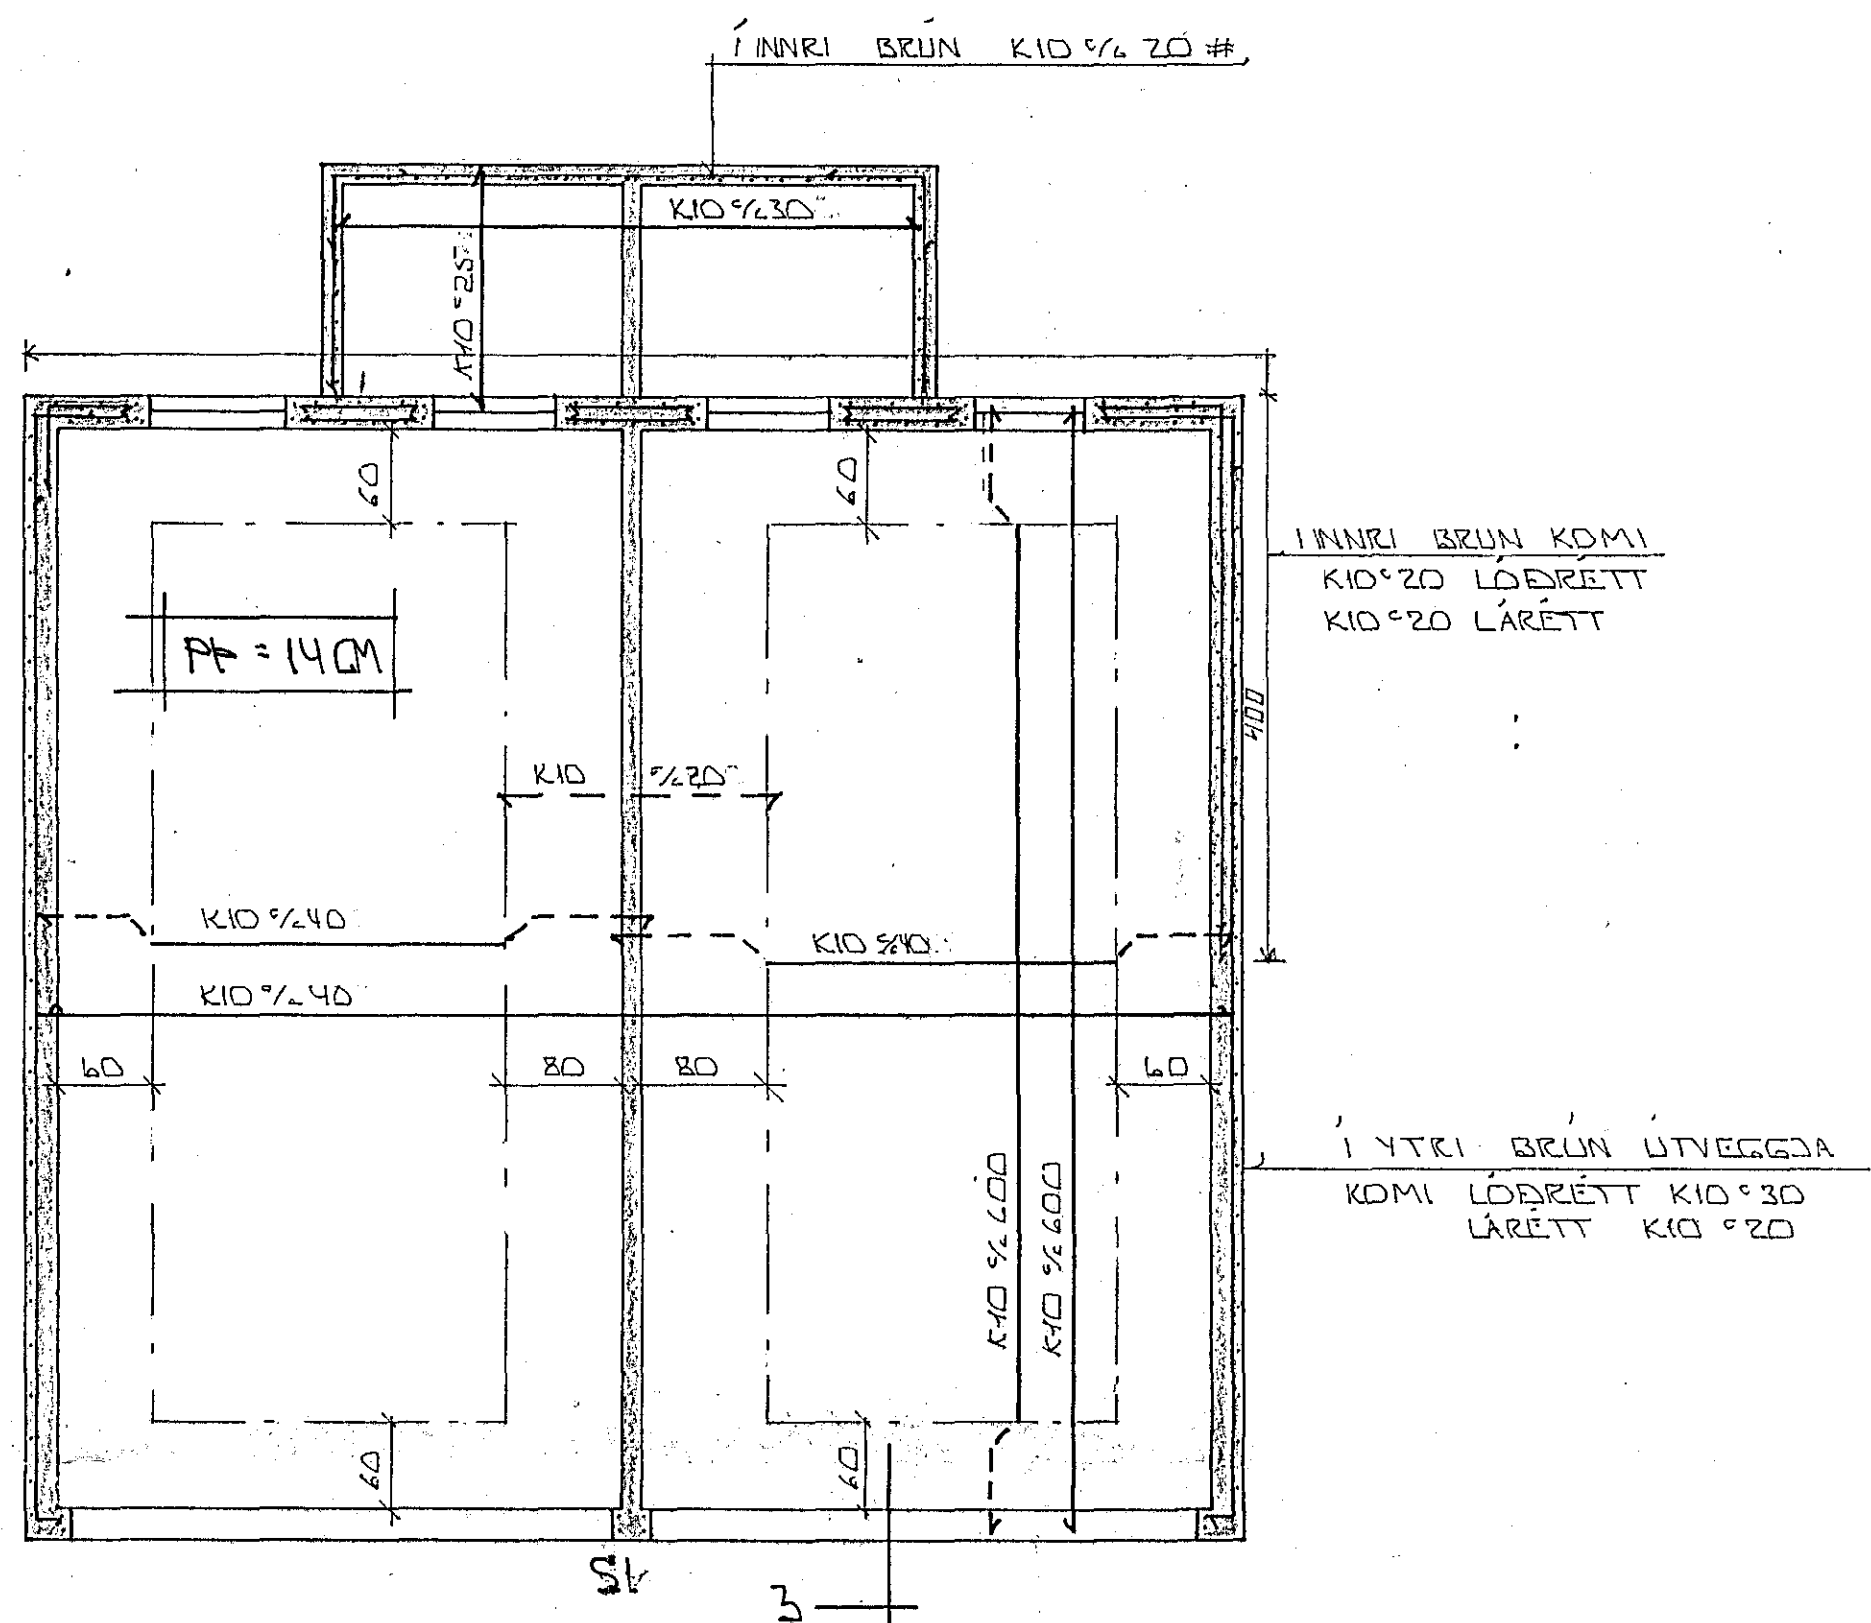 Í INNRI BRÚN K10 c/c 20 #
K10 c/c 30
K10 c 25
60
60
Í INNRI BRÚN KOMI
K10 c 20 LÓÐRÉTT
K10 c 20 LÁRÉTT
PÞ = 14 CM
400
K10 c/c 20
K10 c/c 40
K10 c/c 40
K10 c/c 40
60
80
80
60
Í YTRI BRÚN ÚTVEGGJA
KOMI LÓÐRÉTT K10 c 30
LÁRÉTT K10 c 20
K10 c/c 600
K10 c/c 600
60
60
S1
3